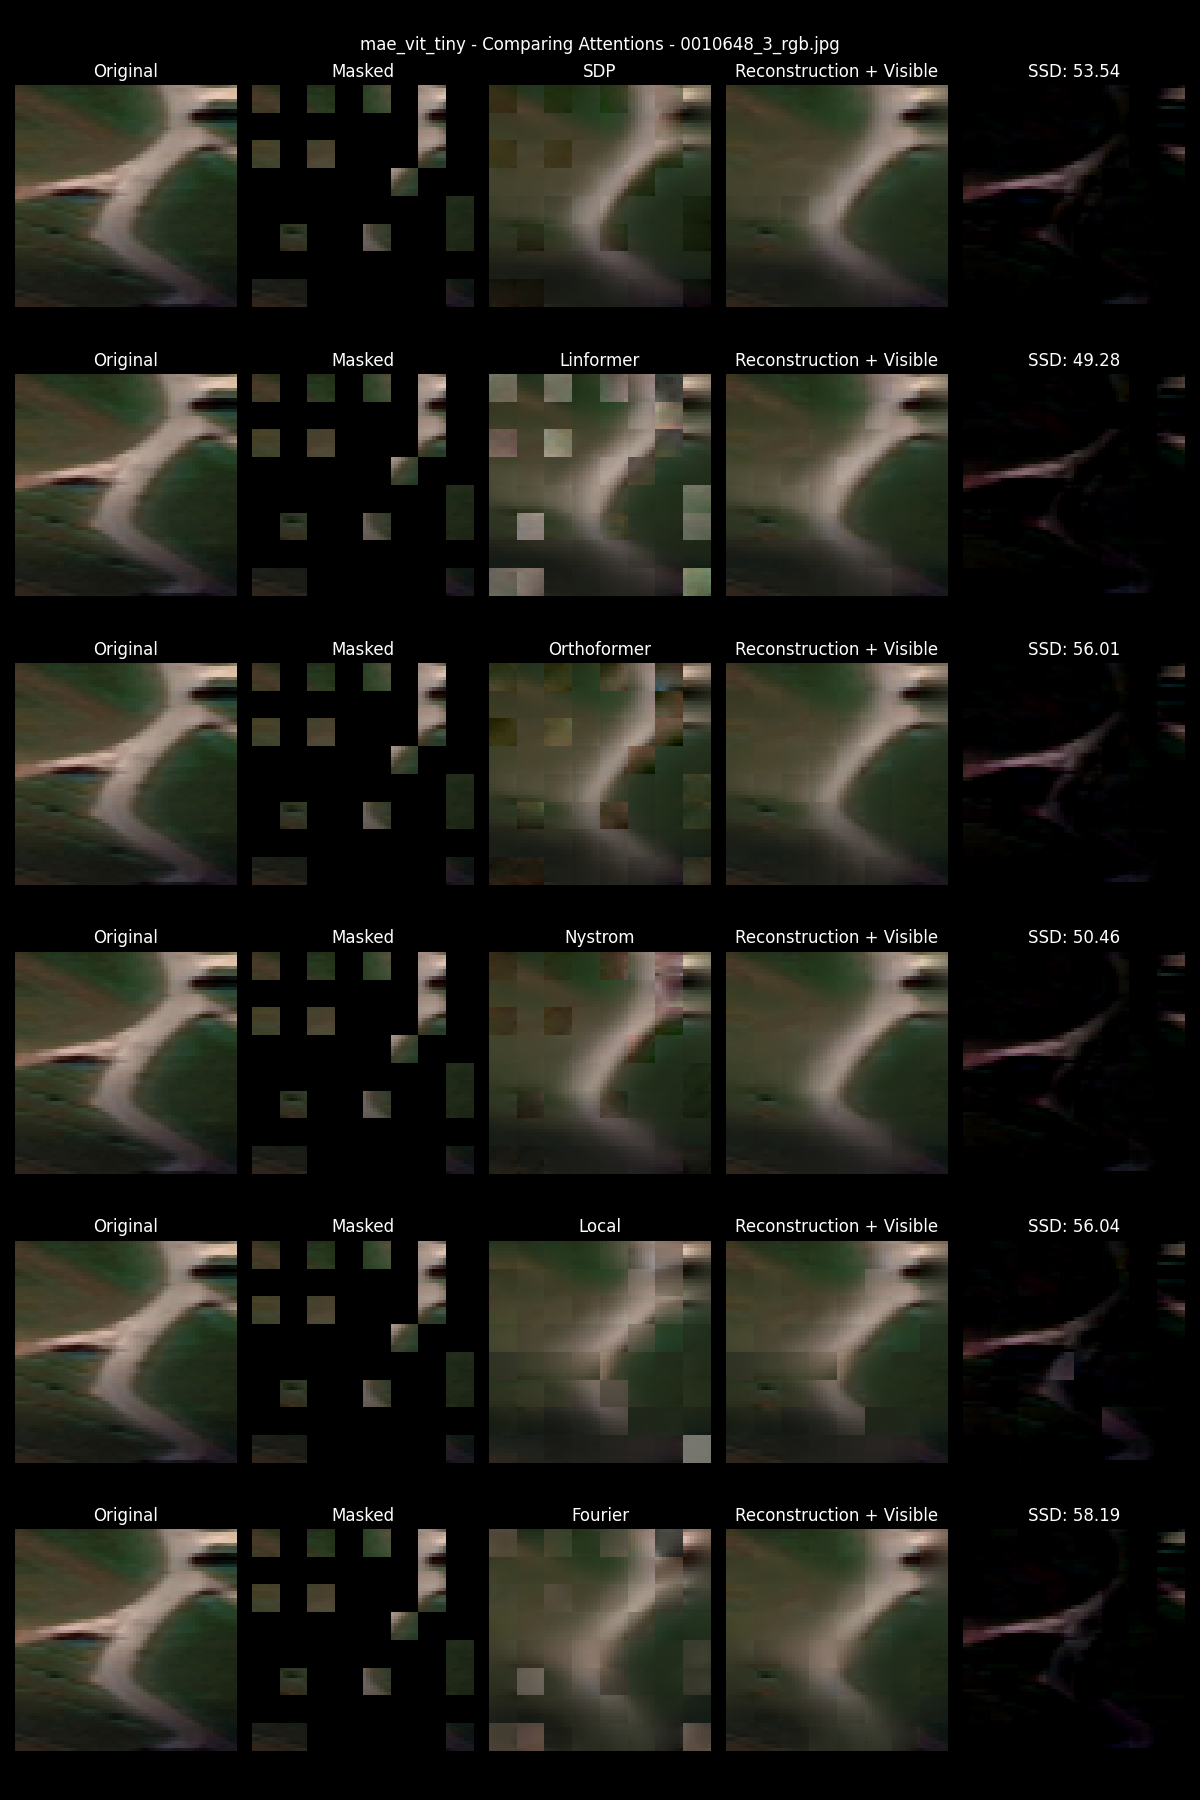 mae_vit_tiny - Comparing Attentions - 0010648_3_rgb.jpg
Original Masked SDP Reconstruction + Visible SSD: 53.54
Original Masked Linformer Reconstruction + Visible SSD: 49.28
Original Masked Orthoformer Reconstruction + Visible SSD: 56.01
Original Masked Nystrom Reconstruction + Visible SSD: 50.46
Original Masked Local Reconstruction + Visible SSD: 56.04
Original Masked Fourier Reconstruction + Visible SSD: 58.19